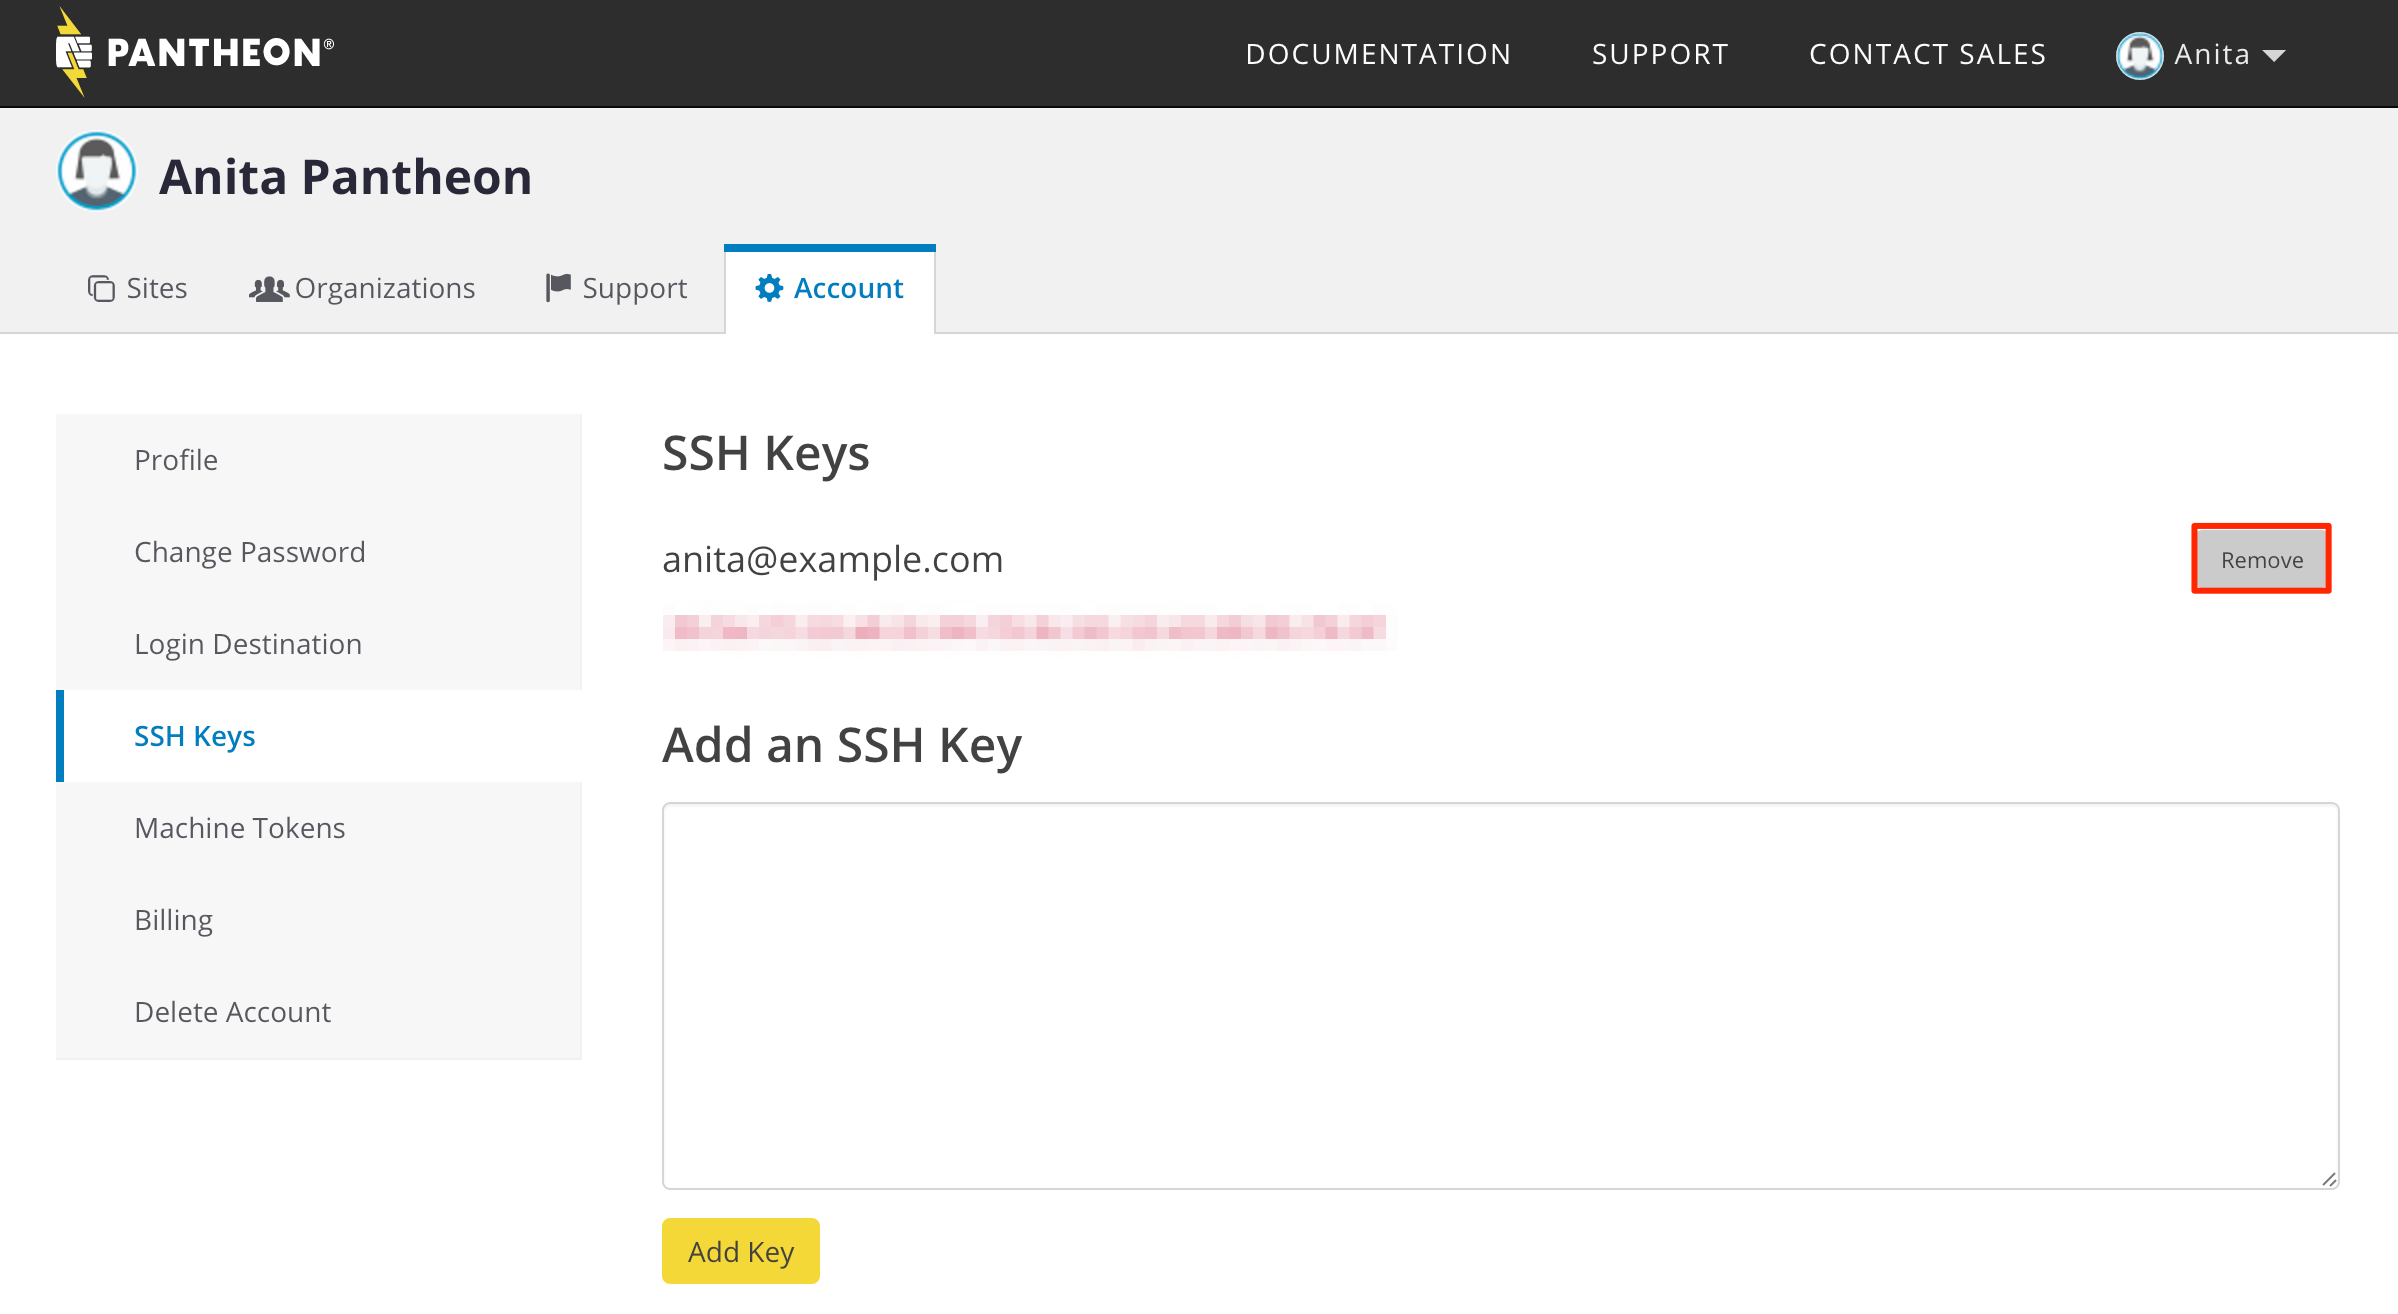 PANTHEON®
DOCUMENTATION SUPPORT CONTACT SALES Anita
Anita Pantheon
Sites Organizations Support Account
Profile
Change Password
Login Destination
SSH Keys
Machine Tokens
Billing
Delete Account
SSH Keys
anita@example.com Remove
Add an SSH Key
Add Key